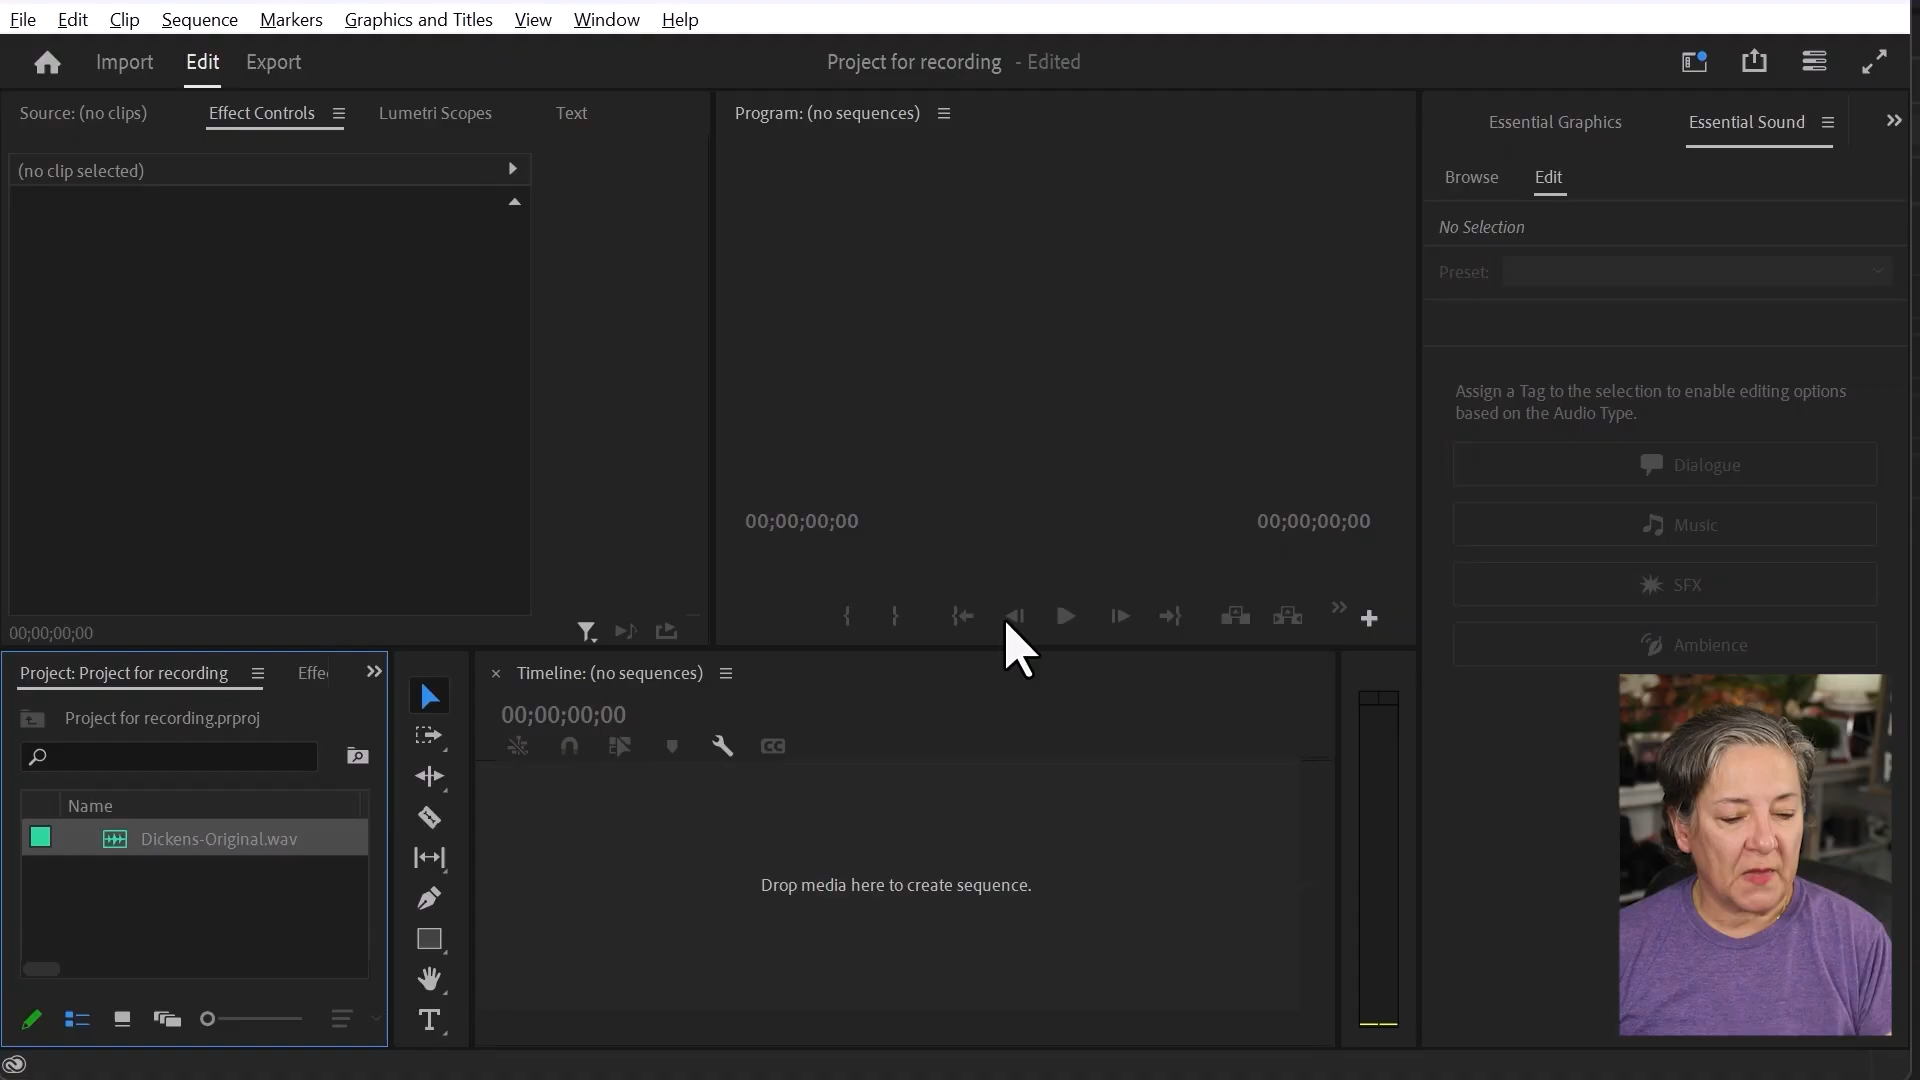 File Edit Clip Sequence Markers Graphics and Titles View Window Help
Import Edit Export Project for recording - Edited
Source: (no clips) Effect Controls Lumetri Scopes Text
Program: (no sequences)
Essential Graphics Essential Sound
(no clip selected)
Browse Edit
No Selection
Preset:
Assign a Tag to the selection to enable editing options
based on the Audio Type.
Dialogue
Music
SFX
Ambience
00;00;00;00 00;00;00;00
00;00;00;00
Project: Project for recording Effe
Project for recording.prproj
Name
Dickens-Original.wav
Timeline: (no sequences)
00;00;00;00
CC
Drop media here to create sequence.
T